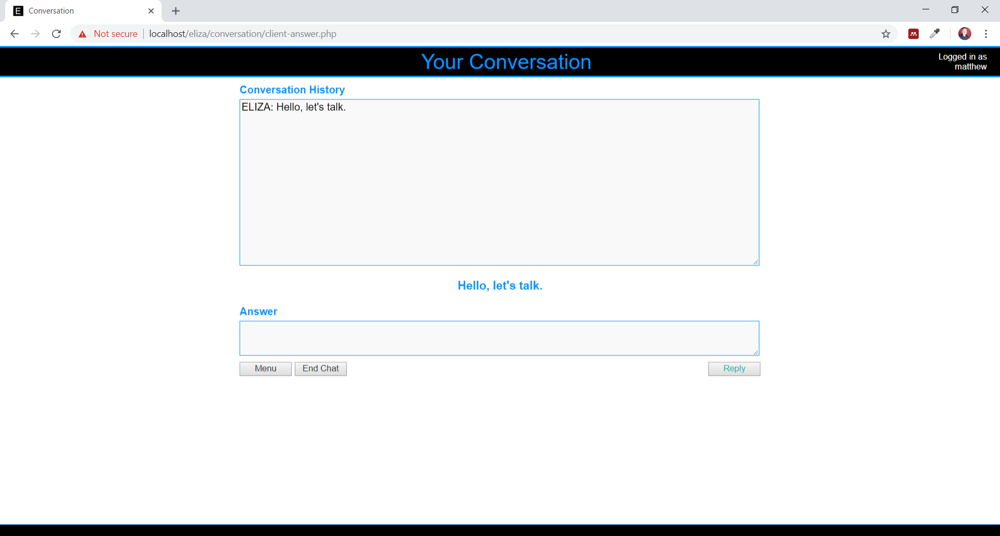 E Conversation
Not secure localhost/eliza/conversation/client-answer.php
Your Conversation
Logged in as
matthew
Conversation History
ELIZA: Hello, let's talk.
Hello, let's talk.
Answer
Menu End Chat Reply